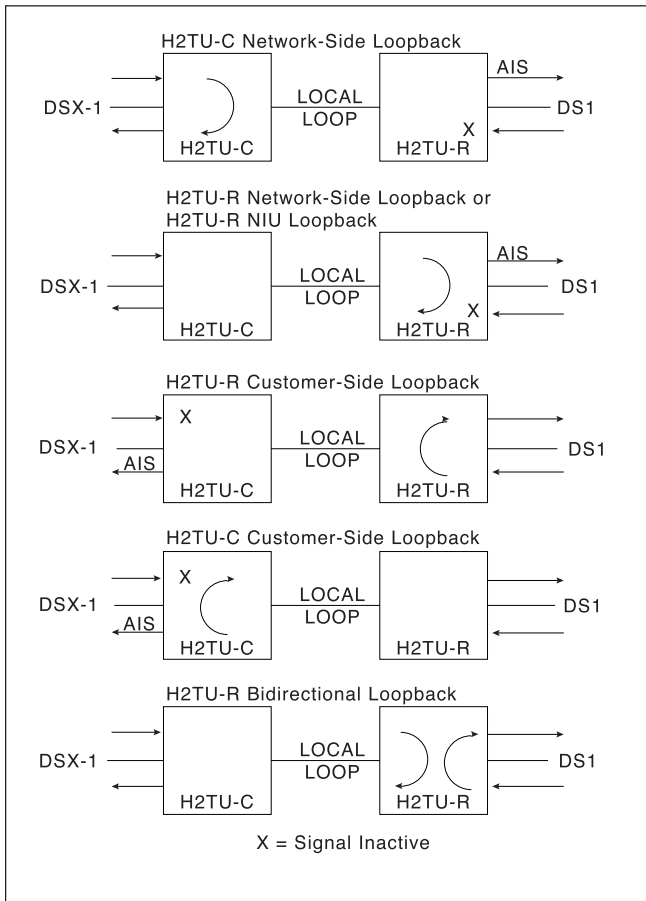 H2TU-C Network-Side Loopback
AIS
DSX-1
LOCAL
LOOP
DS1
X
H2TU-C
H2TU-R
H2TU-R Network-Side Loopback or
H2TU-R NIU Loopback
AIS
DSX-1
LOCAL
LOOP
DS1
X
H2TU-C
H2TU-R
H2TU-R Customer-Side Loopback
X
DSX-1
LOCAL
LOOP
DS1
AIS
H2TU-C
H2TU-R
H2TU-C Customer-Side Loopback
X
DSX-1
LOCAL
LOOP
DS1
AIS
H2TU-C
H2TU-R
H2TU-R Bidirectional Loopback
DSX-1
LOCAL
LOOP
DS1
H2TU-C
H2TU-R
X = Signal Inactive